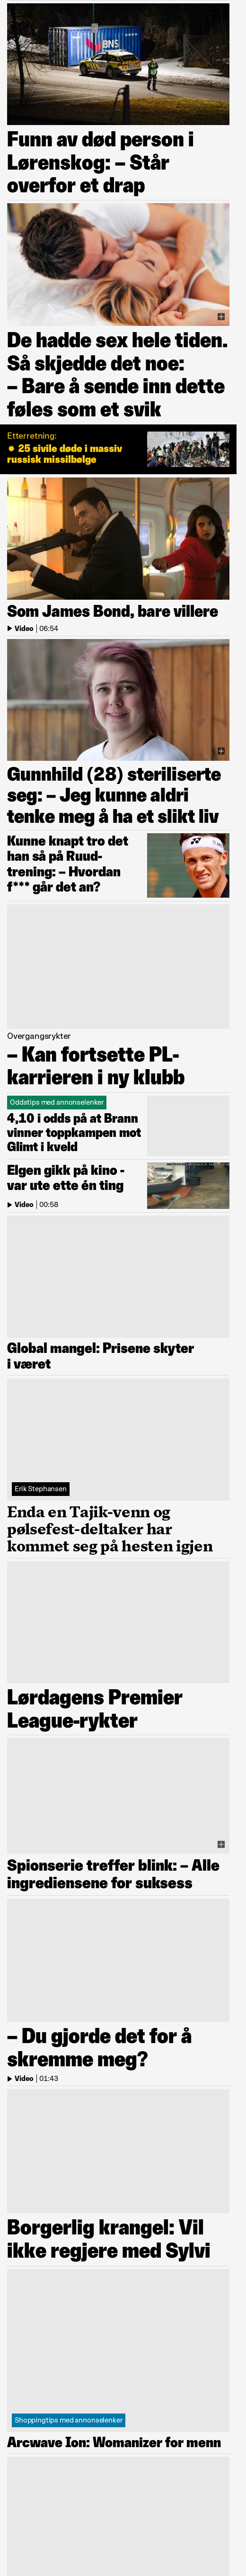 BNS
Funn av død person i
Lørenskog: – Står
overfor et drap
De hadde sex hele tiden.
Så skjedde det noe:
– Bare å sende inn dette
føles som et svik
Etterretning:
25 sivile døde i massiv
russisk missilbølge
Som James Bond, bare villere
Video | 06:54
Gunnhild (28) steriliserte
seg: – Jeg kunne aldri
tenke meg å ha et slikt liv
Kunne knapt tro det
han så på Ruud-
trening: – Hvordan
f*** går det an?
Overgangsrykter
– Kan fortsette PL-
karrieren i ny klubb
Oddstips med annonselenker
4,10 i odds på at Brann
vinner toppkampen mot
Glimt i kveld
Elgen gikk på kino -
var ute ette én ting
Video | 00:58
Global mangel: Prisene skyter
i været
Erik Stephansen
Enda en Tajik-venn og
pølsefest-deltaker har
kommet seg på hesten igjen
Lørdagens Premier
League-rykter
Spionserie treffer blink: – Alle
ingrediensene for suksess
– Du gjorde det for å
skremme meg?
Video | 01:43
Borgerlig krangel: Vil
ikke regjere med Sylvi
Shoppingtips med annonselenker
Arcwave Ion: Womanizer for menn